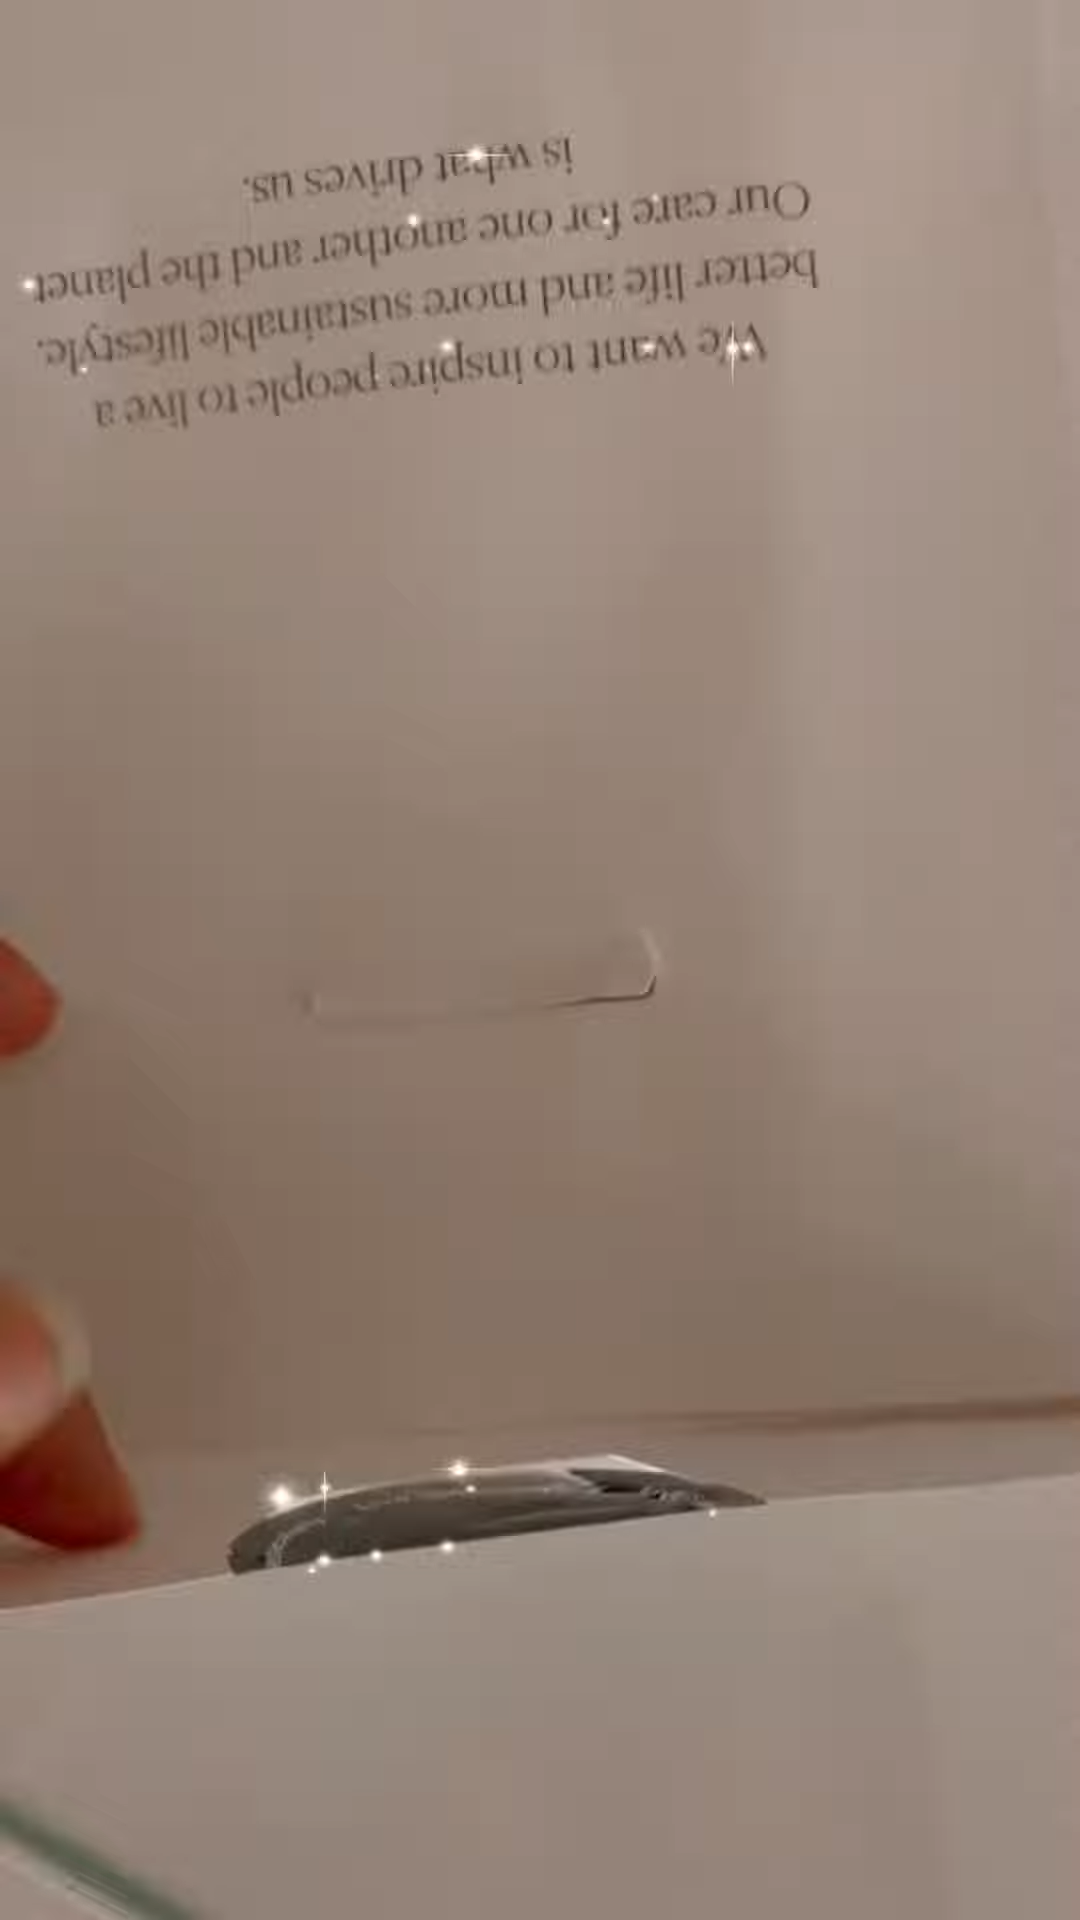 We want to inspire people to live a
better life and more sustainable lifestyle.
Our care for one another and the planet
is what drives us.